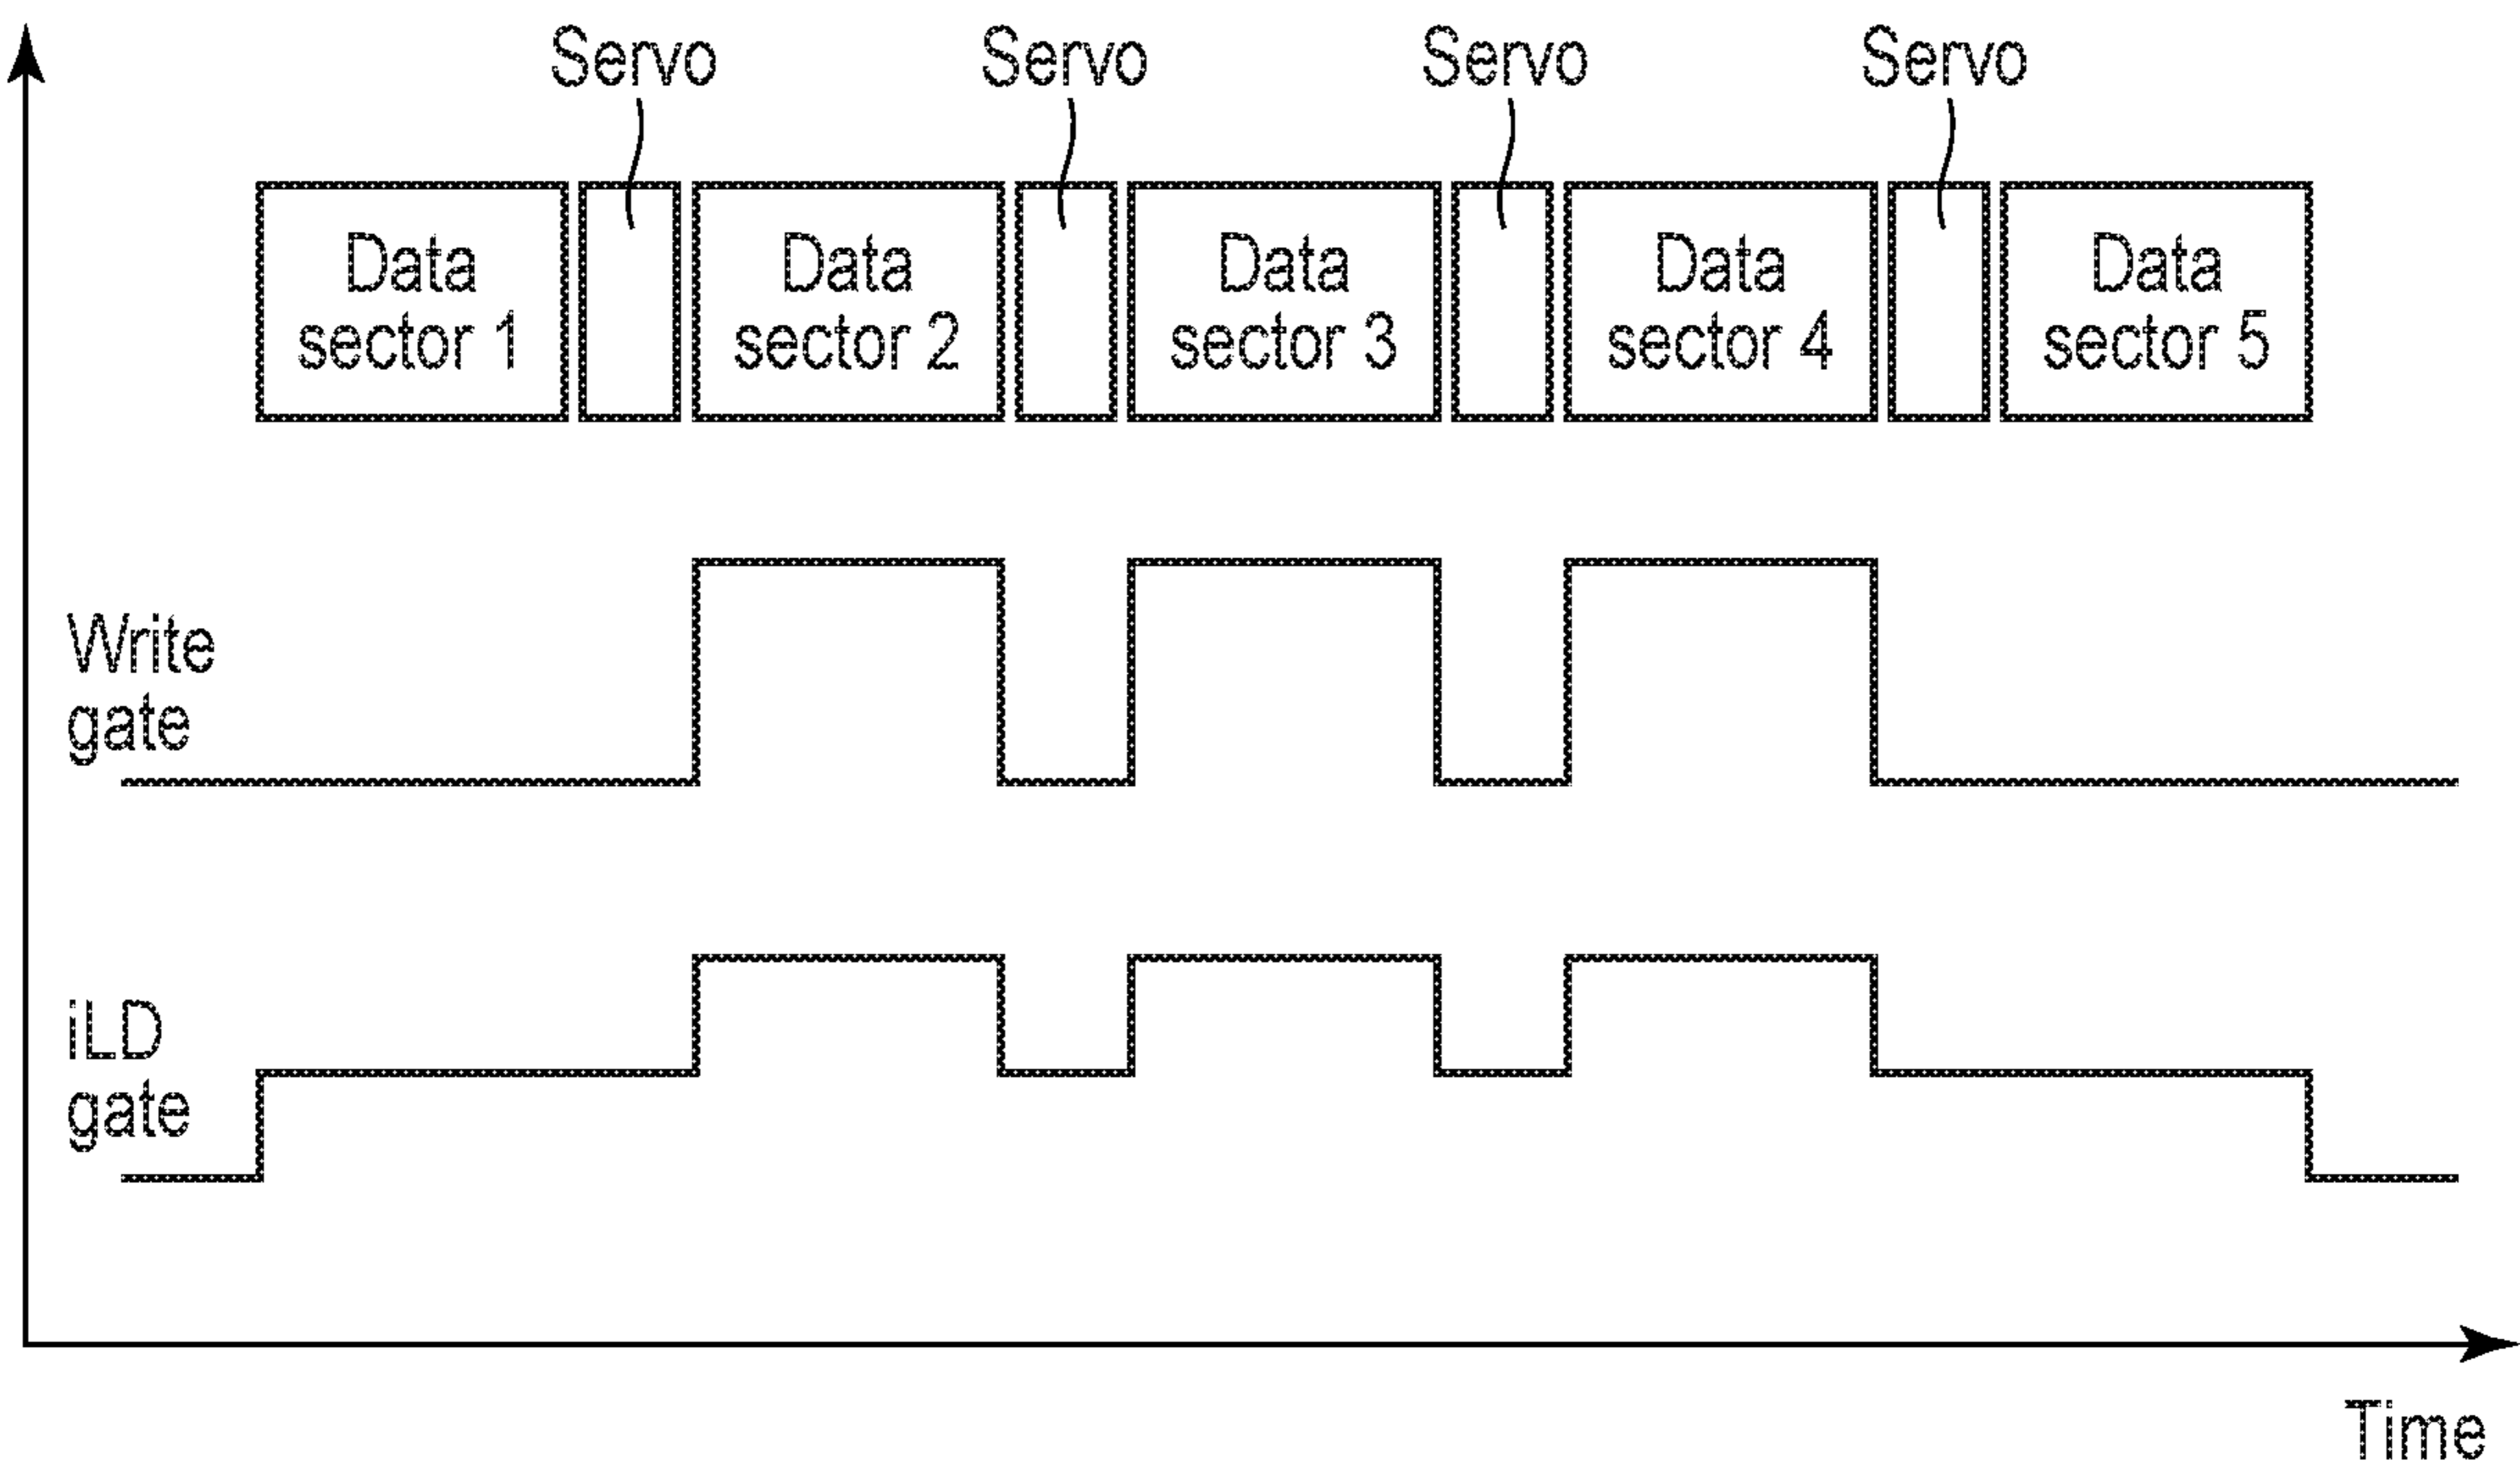 Servo
Servo
Servo
Servo
Data
sector 1
Data
sector 2
Data
sector 3
Data
sector 4
Data
sector 5
Write
gate
iLD
gate
Time